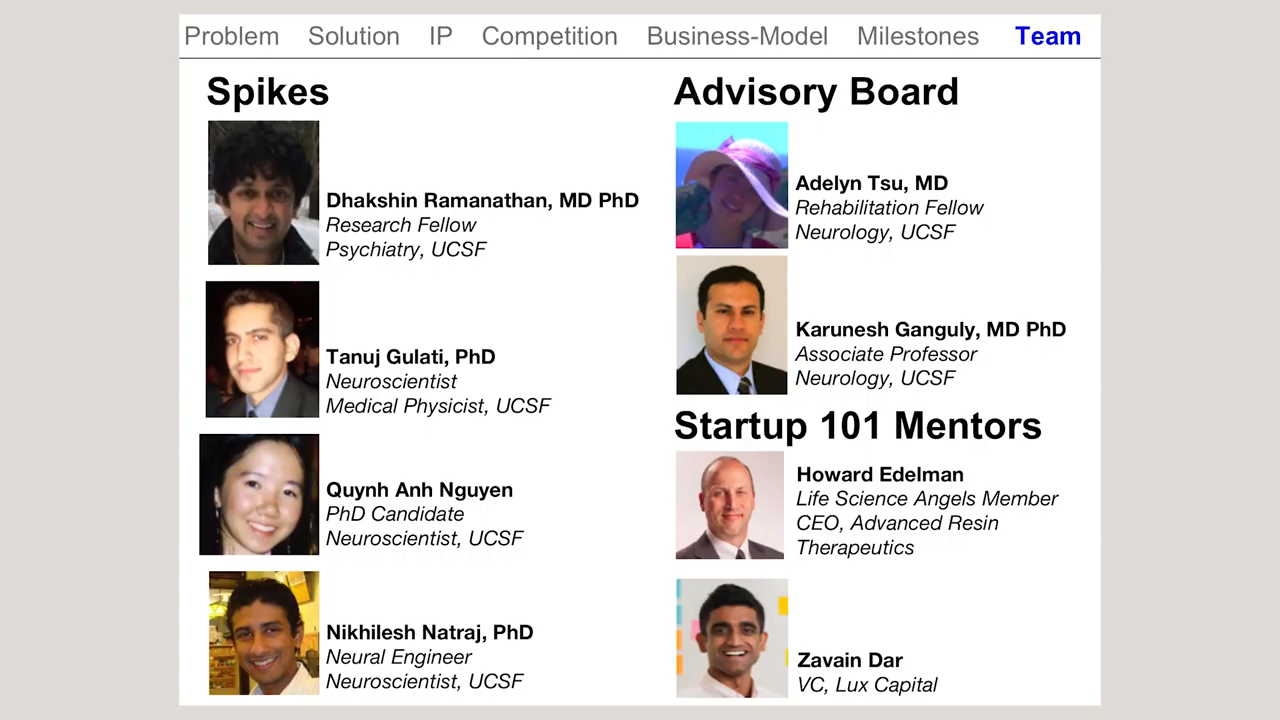 Problem Solution IP Competition Business-Model Milestones Team
Spikes
Dhakshin Ramanathan, MD PhD
Research Fellow
Psychiatry, UCSF
Tanuj Gulati, PhD
Neuroscientist
Medical Physicist, UCSF
Quynh Anh Nguyen
PhD Candidate
Neuroscientist, UCSF
Nikhilesh Natraj, PhD
Neural Engineer
Neuroscientist, UCSF
Advisory Board
Adelyn Tsu, MD
Rehabilitation Fellow
Neurology, UCSF
Karunesh Ganguly, MD PhD
Associate Professor
Neurology, UCSF
Startup 101 Mentors
Howard Edelman
Life Science Angels Member
CEO, Advanced Resin
Therapeutics
Zavain Dar
VC, Lux Capital